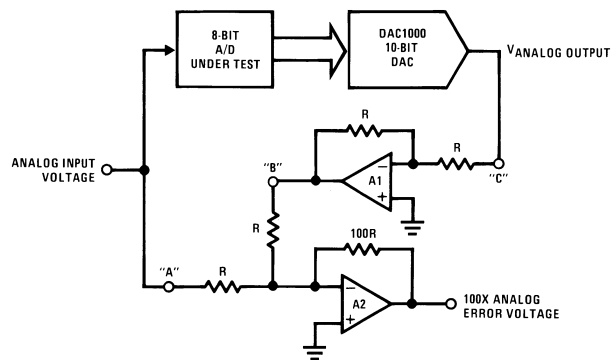 8-BIT
A/D
UNDER TEST
DAC1000
10-BIT
DAC
VANALOG OUTPUT
R
ANALOG INPUT
VOLTAGE
"B"
A1
−
+
R
"C"
R
100R
"A"
R
−
A2
+
100X ANALOG
ERROR VOLTAGE